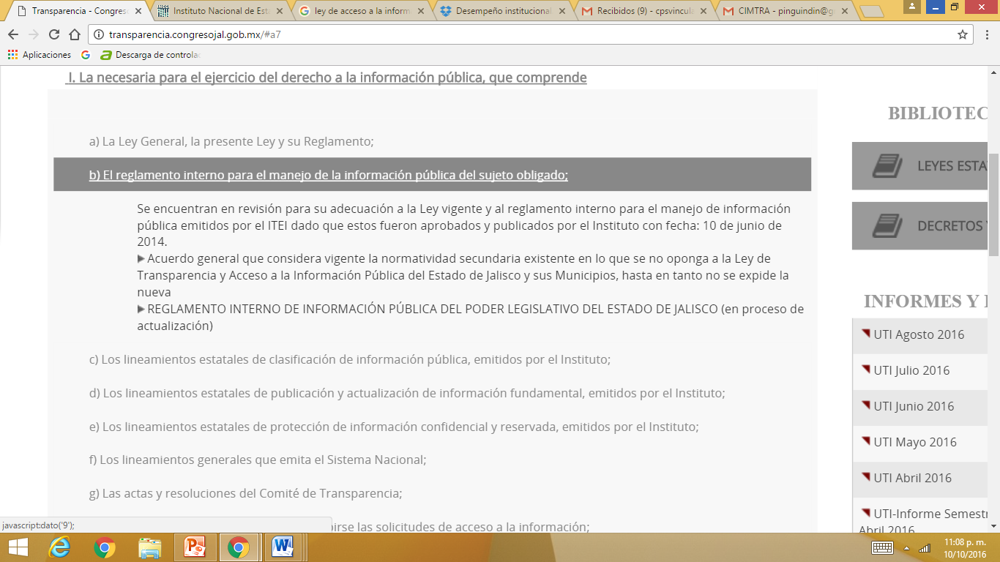 Transparencia - Congres
Instituto Nacional de Est
ley de acceso a la inform
Desempeño institucional
Recibidos (9) - cpsvincula
CIMTRA - pinguindin@g
transparencia.congresojal.gob.mx/#a7
Aplicaciones
Descarga de controla
I. La necesaria para el ejercicio del derecho a la información pública, que comprende
a) La Ley General, la presente Ley y su Reglamento;
b) El reglamento interno para el manejo de la información pública del sujeto obligado;
Se encuentran en revisión para su adecuación a la Ley vigente y al reglamento interno para el manejo de información
pública emitidos por el ITEI dado que estos fueron aprobados y publicados por el Instituto con fecha: 10 de junio de
2014.
Acuerdo general que considera vigente la normatividad secundaria existente en lo que se no oponga a la Ley de
Transparencia y Acceso a la Información Pública del Estado de Jalisco y sus Municipios, hasta en tanto no se expide la
nueva
REGLAMENTO INTERNO DE INFORMACIÓN PÚBLICA DEL PODER LEGISLATIVO DEL ESTADO DE JALISCO (en proceso de
actualización)
c) Los lineamientos estatales de clasificación de información pública, emitidos por el Instituto;
d) Los lineamientos estatales de publicación y actualización de información fundamental, emitidos por el Instituto;
e) Los lineamientos estatales de protección de información confidencial y reservada, emitidos por el Instituto;
f) Los lineamientos generales que emita el Sistema Nacional;
g) Las actas y resoluciones del Comité de Transparencia;
birse las solicitudes de acceso a la información;
BIBLIOTEC
LEYES ESTA
DECRETOS Y
INFORMES Y I
UTI Agosto 2016
UTI Julio 2016
UTI Junio 2016
UTI Mayo 2016
UTI Abril 2016
UTI-Informe Semestr
Abril 2016
javascript:dato('9');
11:08 p. m.
10/10/2016